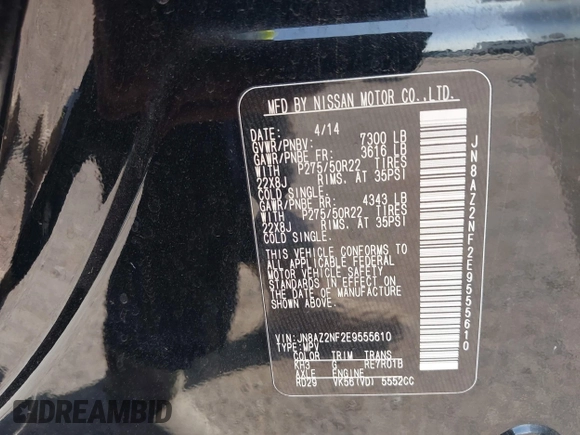 MFD BY NISSAN MOTOR CO.,LTD.
DATE: 4/14
GVWR/PNBV: 7300 LB
GAWR/PNBE FR: 3616 LB
WITH P275/50R22 TIRES
22X8J RIMS. AT 35PSI
COLD SINGLE.
GAWR/PNBE RR: 4343 LB
WITH P275/50R22 TIRES
22X8J RIMS. AT 35PSI
COLD SINGLE.
THIS VEHICLE CONFORMS TO
ALL APPLICABLE FEDERAL
MOTOR VEHICLE SAFETY
STANDARDS IN EFFECT ON
THE DATE OF MANUFACTURE
SHOWN ABOVE.
VIN: JN8AZ2NF2E9555610
TYPE: MPV
COLOR TRIM TRANS
KH3 G RE7R01B
AXLE ENGINE
RD29 VK56(VD) 5552CC
JN8AZ2NF2E9555610
DREAMBID